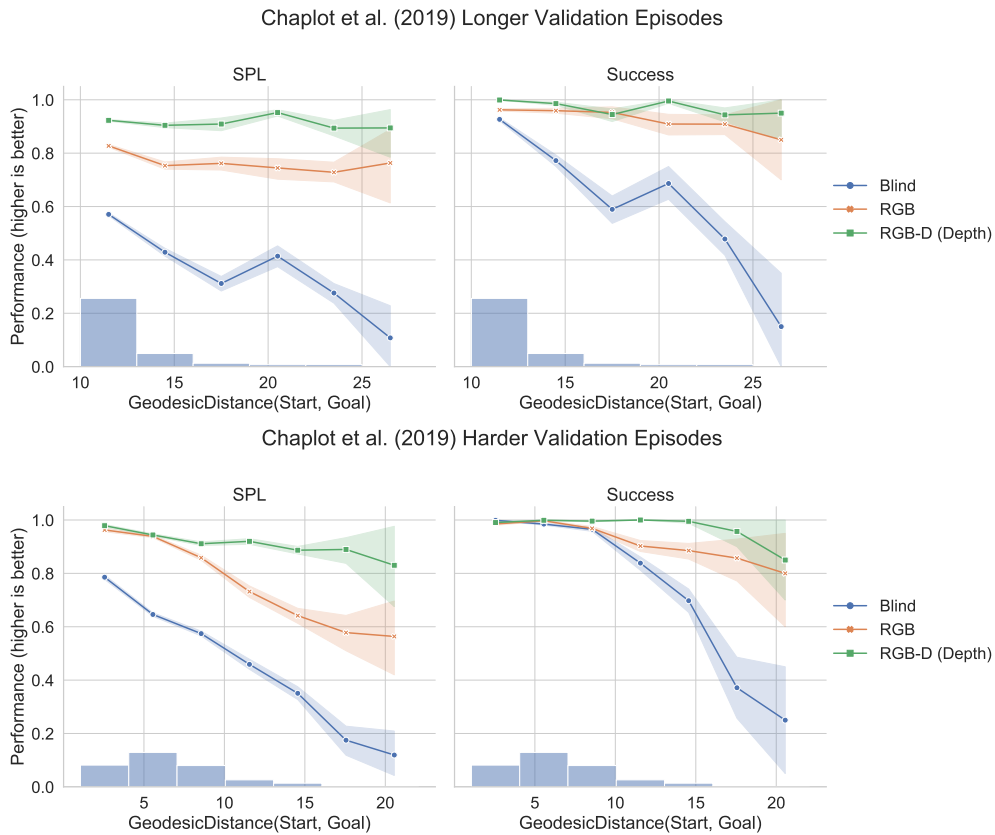 Chaplot et al. (2019) Longer Validation Episodes
SPL
Success
Performance (higher is better)
1.0
0.8
0.6
0.4
0.2
0.0
10 15 20 25
10 15 20 25
GeodesicDistance(Start, Goal)
GeodesicDistance(Start, Goal)
Blind
RGB
RGB-D (Depth)
Chaplot et al. (2019) Harder Validation Episodes
SPL
Success
Performance (higher is better)
1.0
0.8
0.6
0.4
0.2
0.0
5 10 15 20
5 10 15 20
GeodesicDistance(Start, Goal)
GeodesicDistance(Start, Goal)
Blind
RGB
RGB-D (Depth)